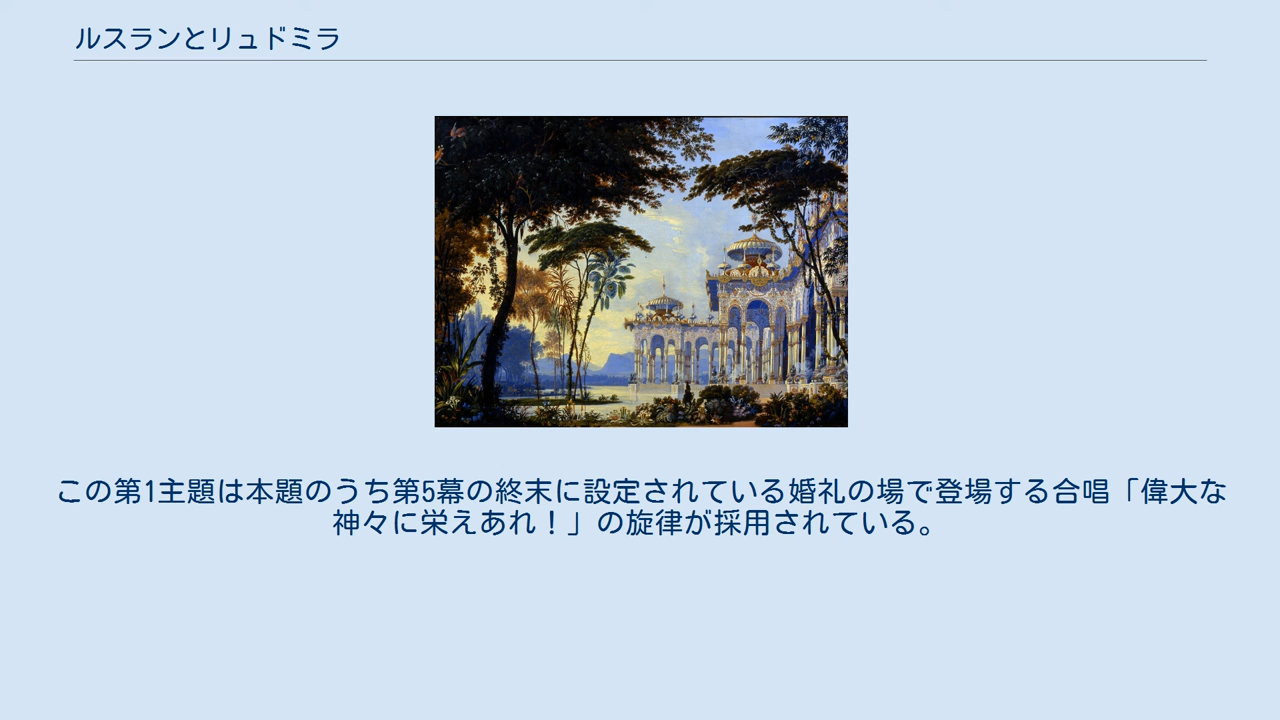 ルスランとリュドミラ
この第1主題は本題のうち第5幕の終末に設定されている婚礼の場で登場する合唱「偉大な
神々に栄えあれ！」の旋律が採用されている。